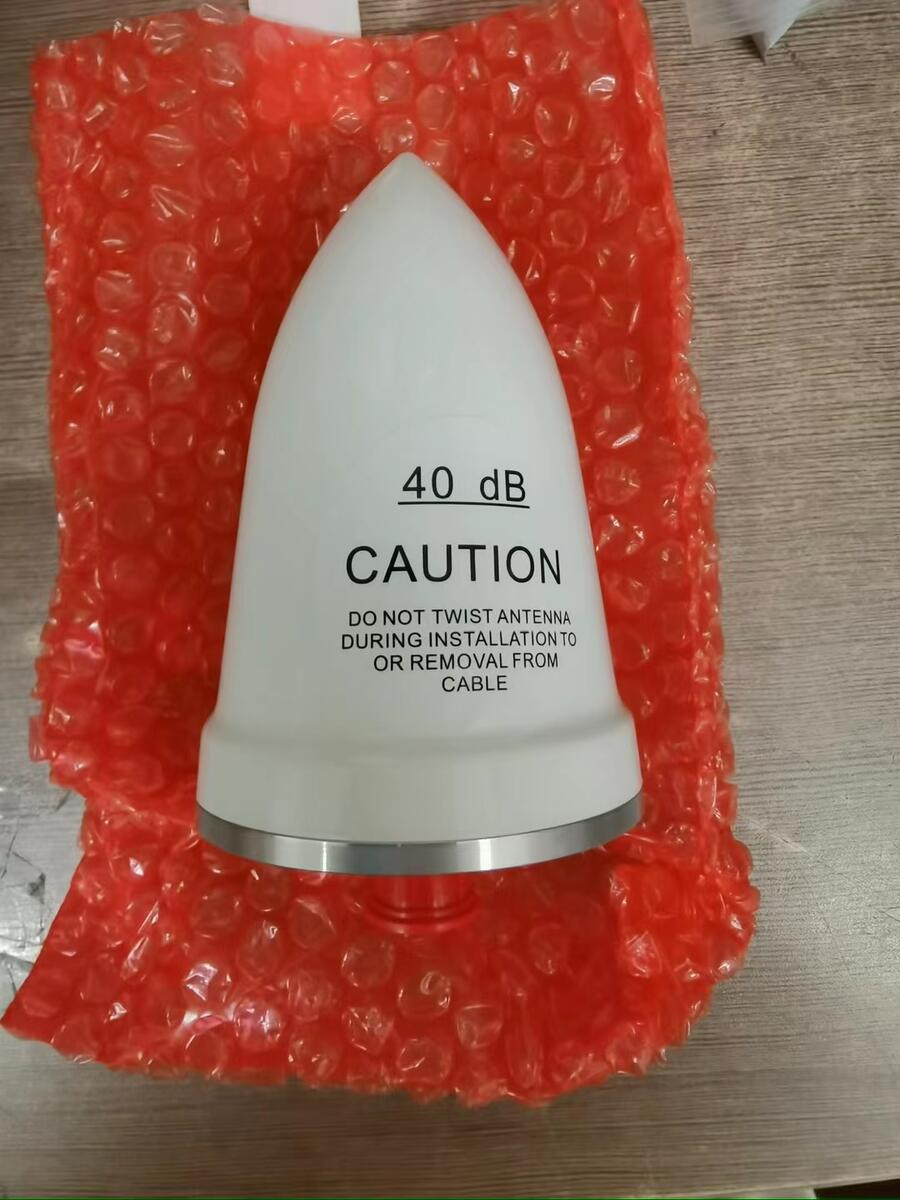 40 dB
CAUTION
DO NOT TWIST ANTENNA
DURING INSTALLATION TO
OR REMOVAL FROM
CABLE